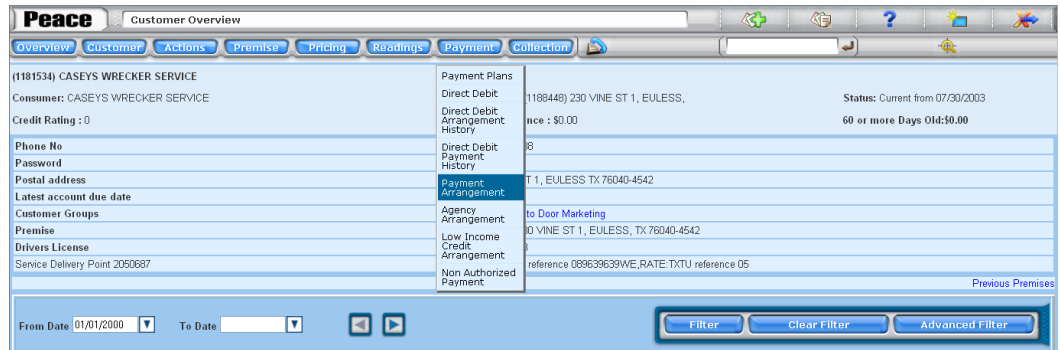 Peace Customer Overview ?
Overview Customer Actions Premise Pricing Readings Payment Collection
(1181534) CASEYS WRECKER SERVICE
Consumer: CASEYS WRECKER SERVICE (1188448) 230 VINE ST 1, EULESS, Status: Current from 07/30/2003
Credit Rating : 0 nce : $0.00 60 or more Days Old:$0.00
Payment Plans
Direct Debit
Direct Debit
Arrangement
History
Direct Debit
Payment
History
Payment
Arrangement
Agency
Arrangement
Low Income
Credit
Arrangement
Non Authorized
Payment
Phone No
Password
Postal address T 1, EULESS TX 76040-4542
Latest account due date
Customer Groups to Door Marketing
Premise 0 VINE ST 1, EULESS, TX 76040-4542
Drivers License
Service Delivery Point 2050687 reference 089639639WE,RATE:TXTU reference 05
Previous Premises
From Date 01/01/2000 To Date Filter Clear Filter Advanced Filter